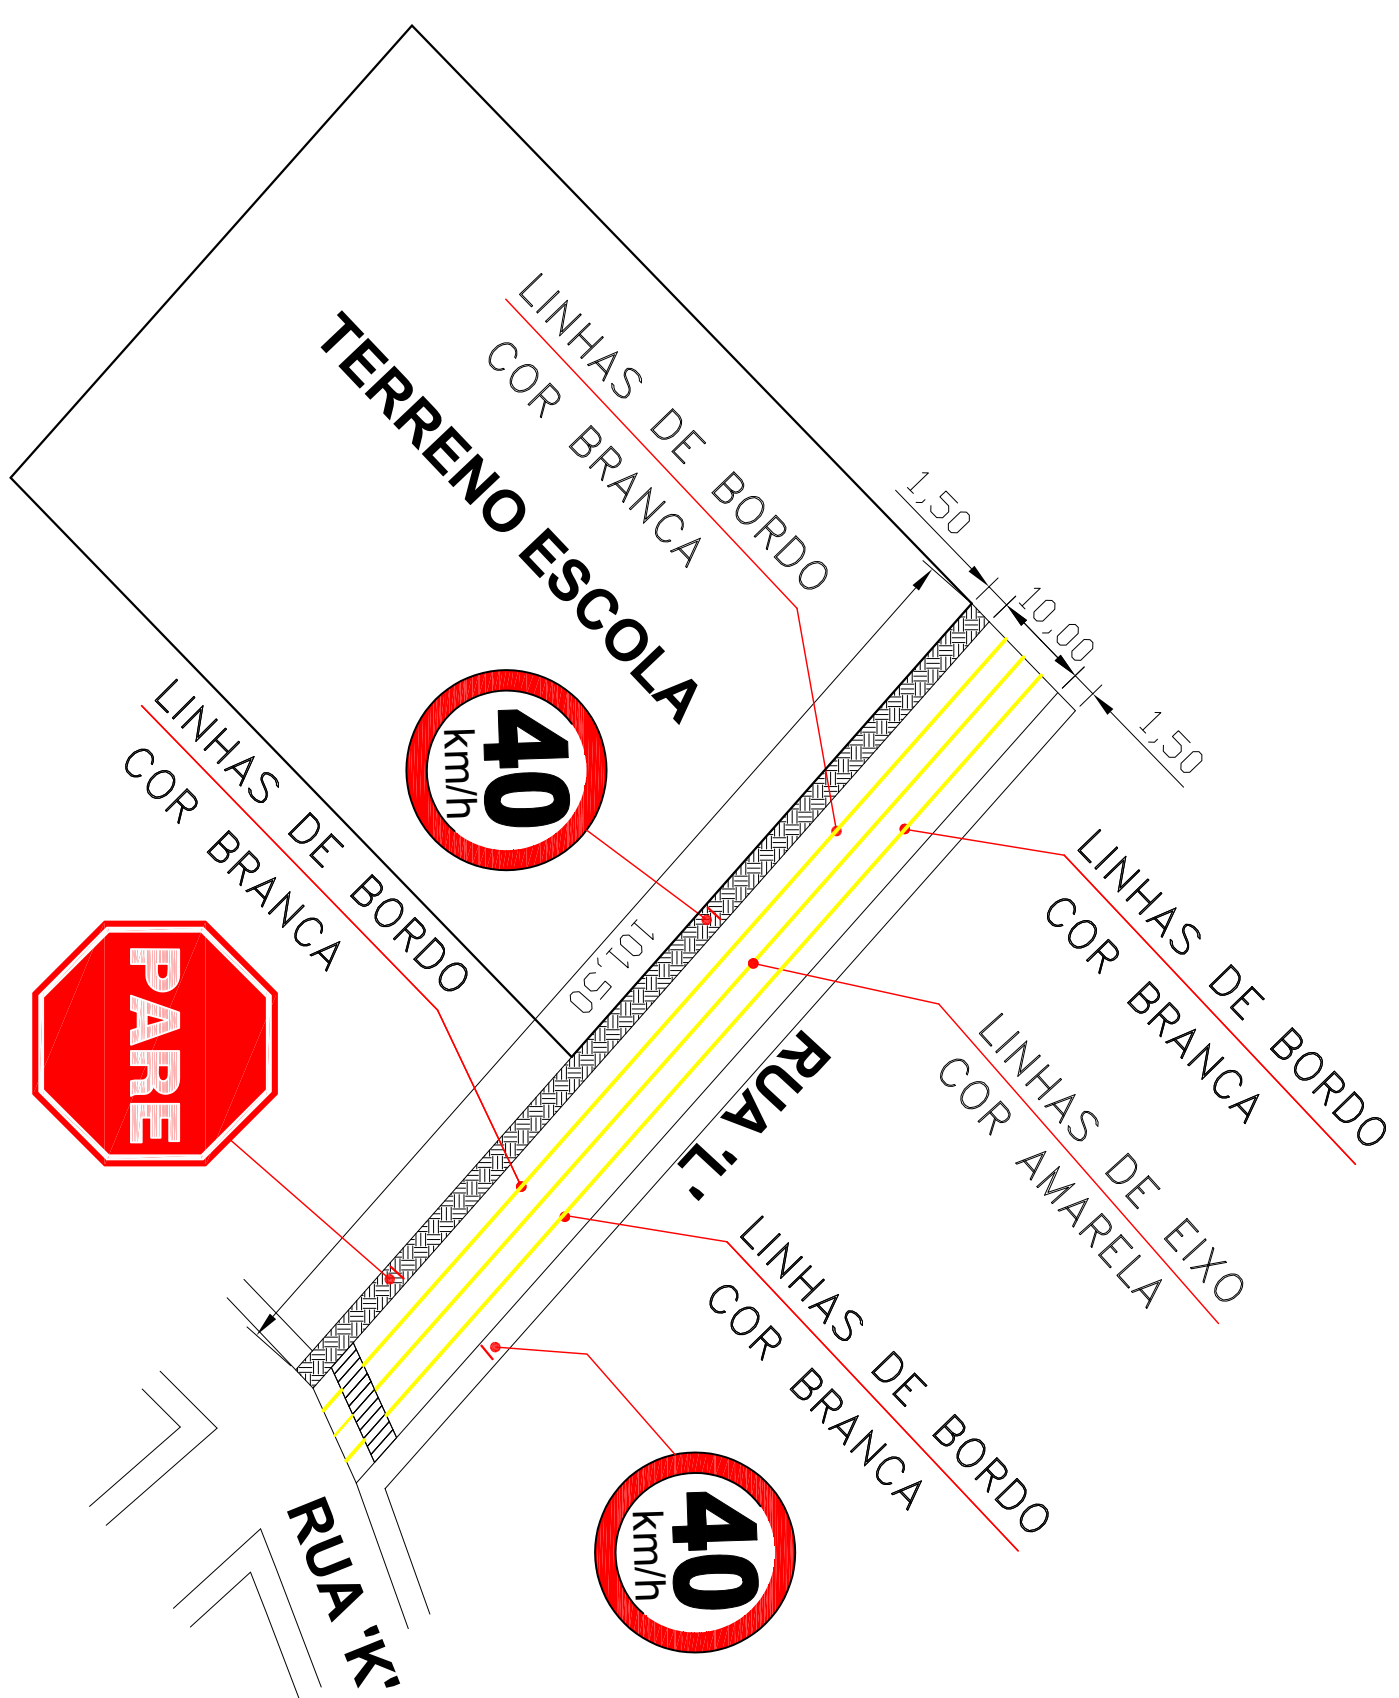 LINHAS DE BORDO
COR BRANCA
TERRENO ESCOLA
1,50
10,00
1,50
40
km/h
LINHAS DE BORDO
COR BRANCA
101,50
PARE
LINHAS DE BORDO
COR BRANCA
LINHAS DE EIXO
COR AMARELA
RUA 'L'
LINHAS DE BORDO
COR BRANCA
40
km/h
RUA 'K'